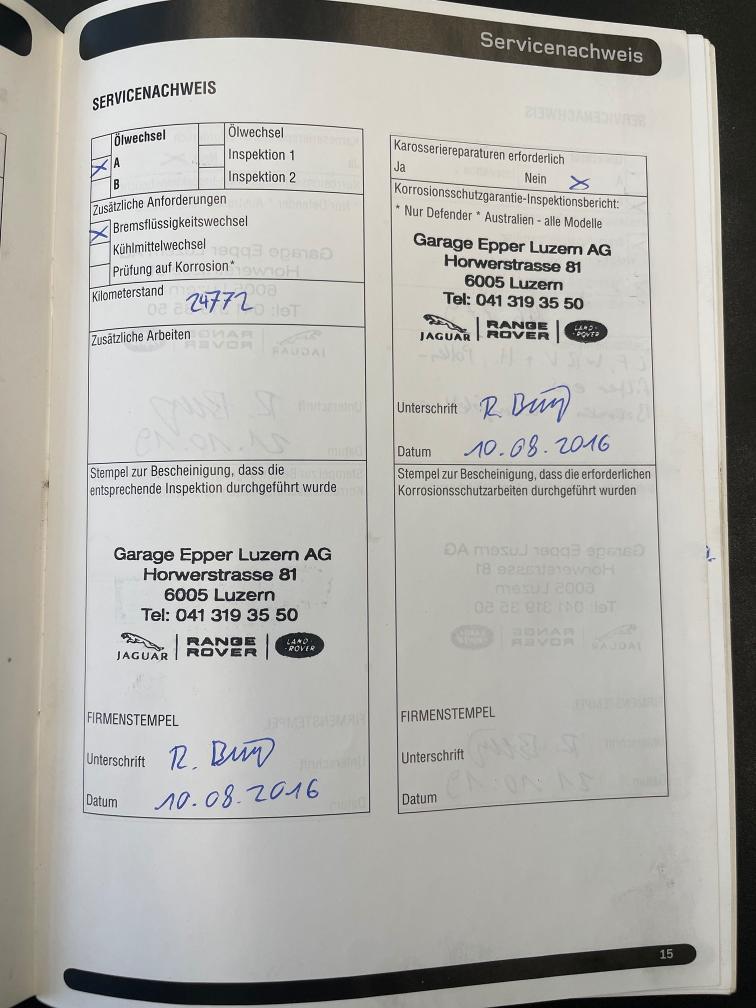 Servicenachweis
SERVICENACHWEIS
Ölwechsel
A
B
Ölwechsel
Inspektion 1
Inspektion 2
Zusätzliche Anforderungen
Bremsflüssigkeitswechsel
Kühlmittelwechsel
Prüfung auf Korrosion*
Kilometerstand 24772
Zusätzliche Arbeiten
Stempel zur Bescheinigung, dass die
entsprechende Inspektion durchgeführt wurde
Garage Epper Luzern AG
Horwerstrasse 81
6005 Luzern
Tel: 041 319 35 50
JAGUAR
RANGE
ROVER
LAND-
ROVER
FIRMENSTEMPEL
Unterschrift
Datum 10.08.2016
Karosseriereparaturen erforderlich
Ja
Nein X
Korrosionsschutzgarantie-Inspektionsbericht:
* Nur Defender * Australien - alle Modelle
Garage Epper Luzern AG
Horwerstrasse 81
6005 Luzern
Tel: 041 319 35 50
JAGUAR
RANGE
ROVER
LAND-
ROVER
Unterschrift
Datum 10.08.2016
Stempel zur Bescheinigung, dass die erforderlichen
Korrosionsschutzarbeiten durchgeführt wurden
FIRMENSTEMPEL
Unterschrift
Datum
15